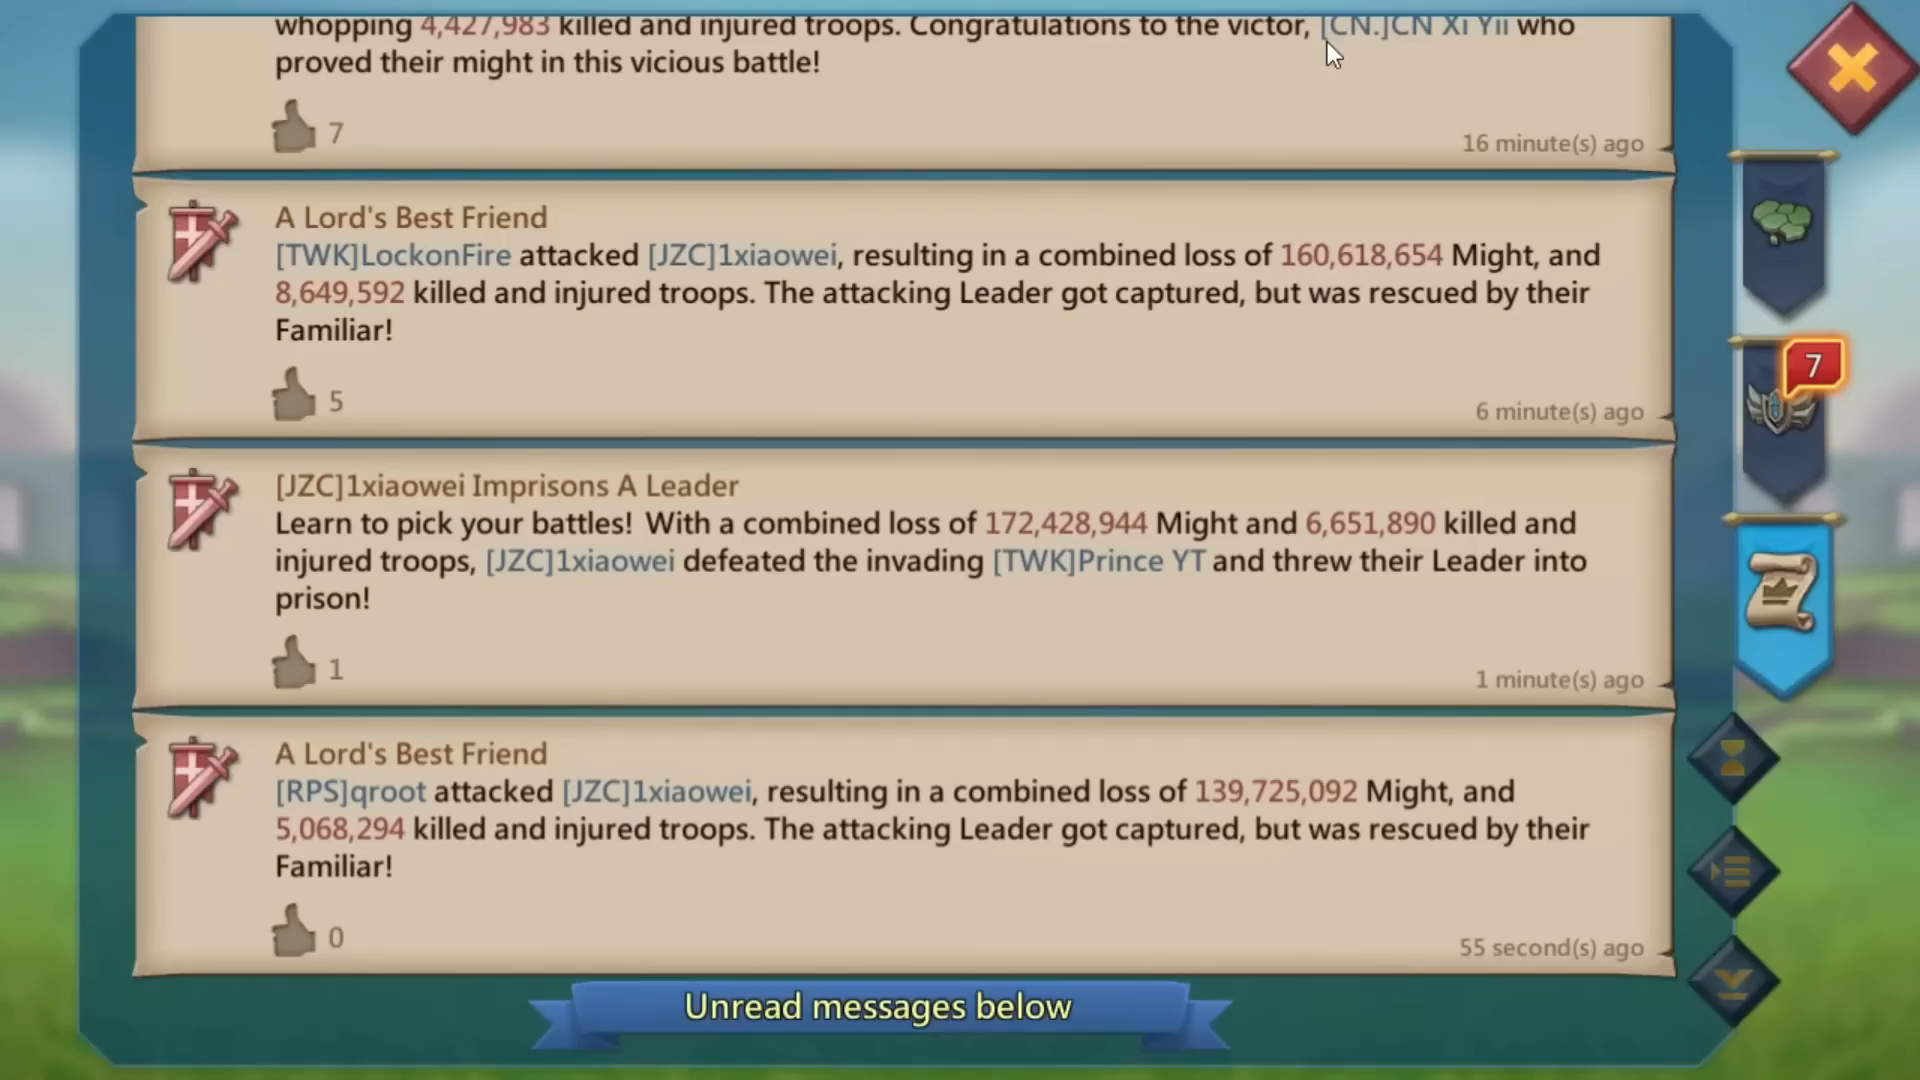 whopping 4,427,983 killed and injured troops. Congratulations to the victor, [CN.]CN Xi Yii who
proved their might in this vicious battle!
7
16 minute(s) ago
A Lord's Best Friend
[TWK]LockonFire attacked [JZC]1xiaowei, resulting in a combined loss of 160,618,654 Might, and
8,649,592 killed and injured troops. The attacking Leader got captured, but was rescued by their
Familiar!
5
6 minute(s) ago
7
[JZC]1xiaowei Imprisons A Leader
Learn to pick your battles! With a combined loss of 172,428,944 Might and 6,651,890 killed and
injured troops, [JZC]1xiaowei defeated the invading [TWK]Prince YT and threw their Leader into
prison!
1
1 minute(s) ago
A Lord's Best Friend
[RPS]qroot attacked [JZC]1xiaowei, resulting in a combined loss of 139,725,092 Might, and
5,068,294 killed and injured troops. The attacking Leader got captured, but was rescued by their
Familiar!
0
55 second(s) ago
Unread messages below